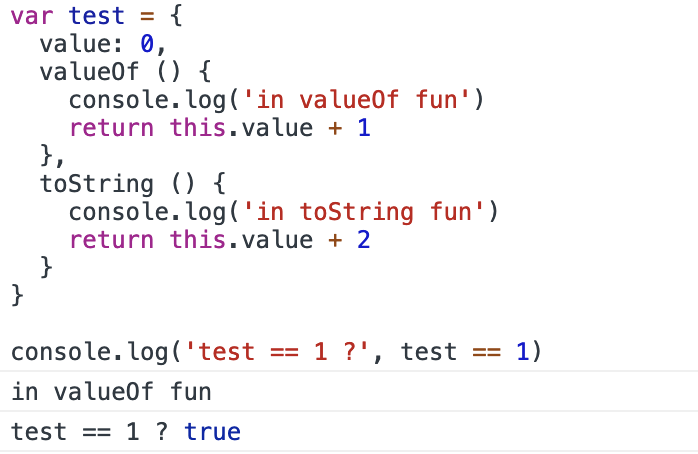 var test = {
  value: 0,
  valueOf () {
    console.log('in valueOf fun')
    return this.value + 1
  },
  toString () {
    console.log('in toString fun')
    return this.value + 2
  }
}

console.log('test == 1 ?', test == 1)
in valueOf fun
test == 1 ? true